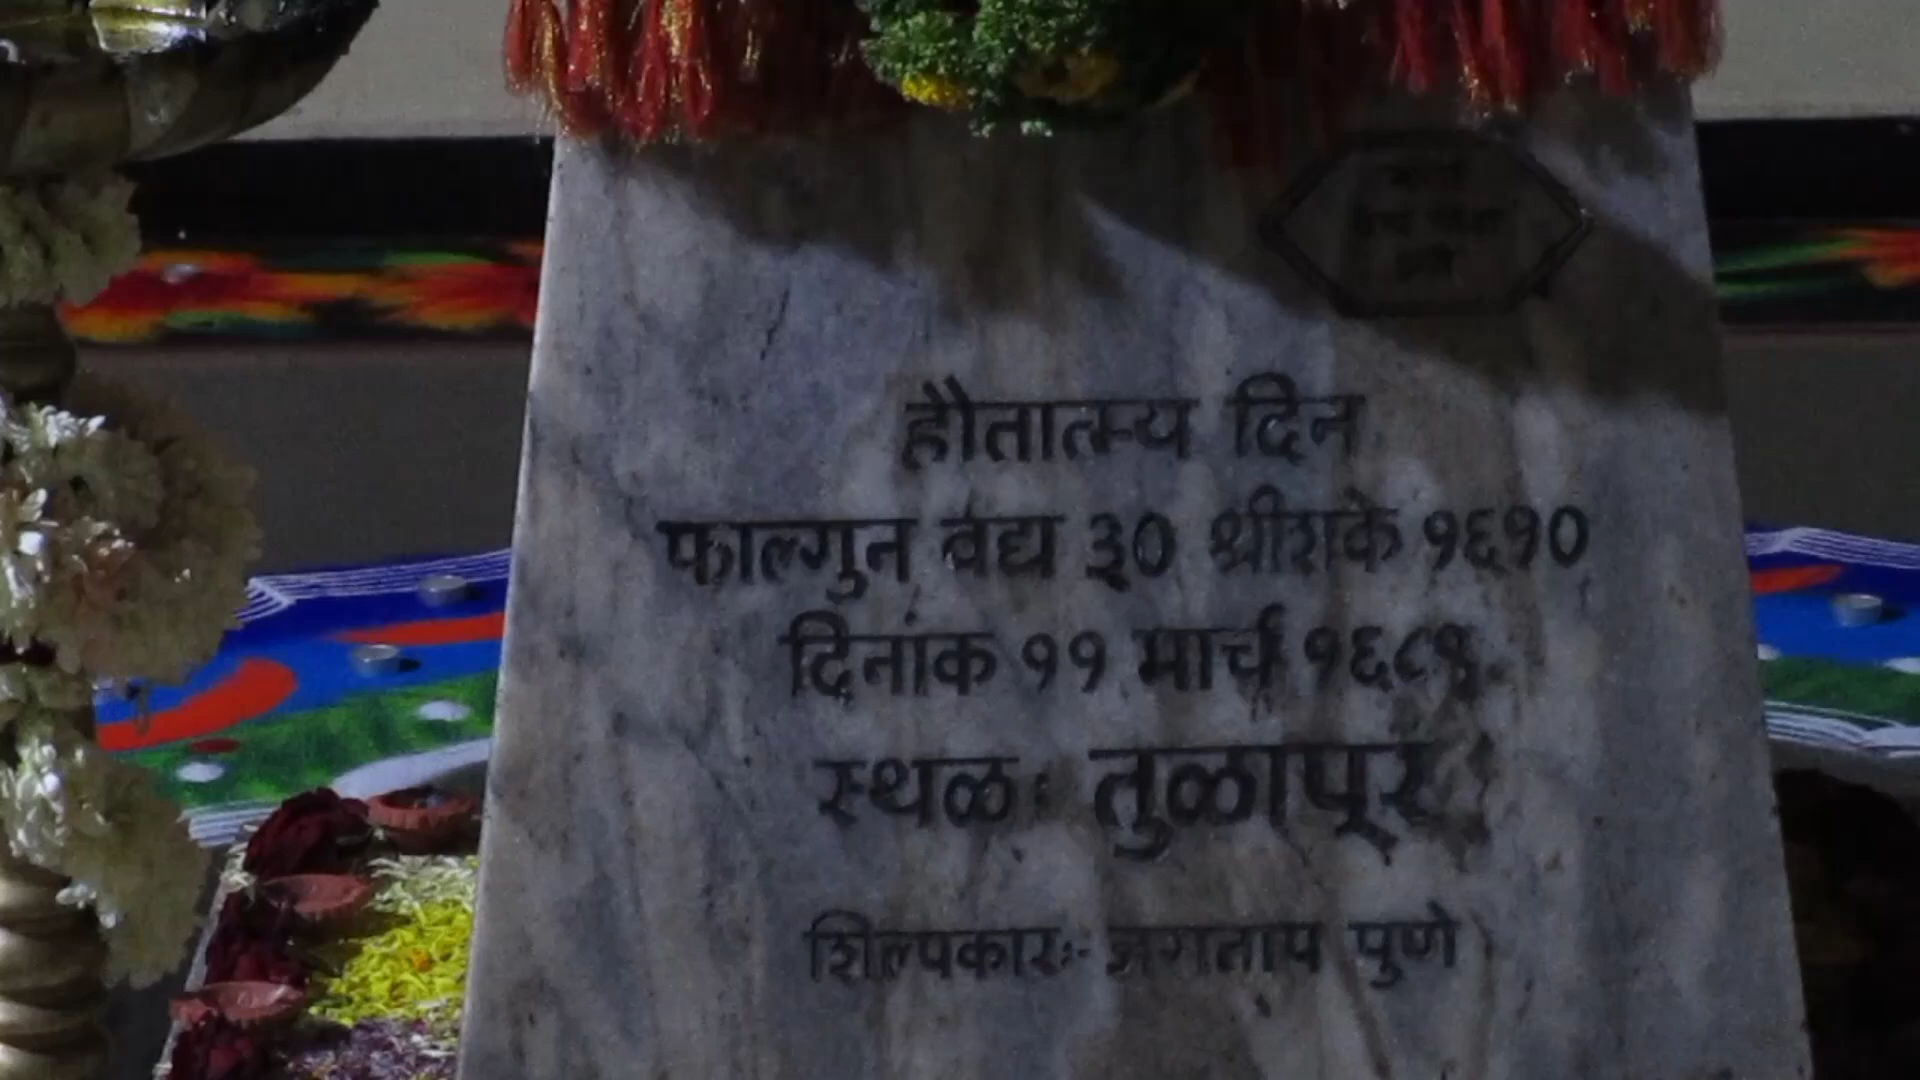 हौतात्म्य दिन
फाल्गुन वद्य ३० श्रीशके १६१०
दिनांक ११ मार्च १६८९
स्थळ: तुळापूर
शिल्पकार:- जगताप पुणे